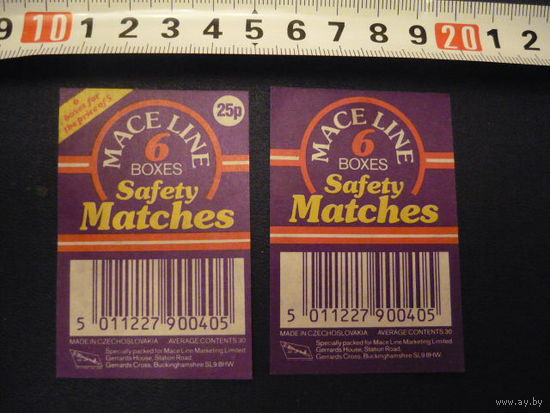 9 10 1 2 3 4 5 6 7 8 9 20 1 2
6
boxes for
the price of 5
25p
MACE LINE
6
BOXES
Safety
Matches
5 011227 900405
MADE IN CZECHOSLOVAKIA AVERAGE CONTENTS 30
Specially packed for Mace Line Marketing Limited
Gerrards House, Station Road,
Gerrards Cross, Buckinghamshire SL9 8HW
MACE LINE
6
BOXES
Safety
Matches
5 011227 900405
MADE IN CZECHOSLOVAKIA AVERAGE CONTENTS 30
Specially packed for Mace Line Marketing Limited
Gerrards House, Station Road,
Gerrards Cross, Buckinghamshire SL9 8HW
www.ay.by